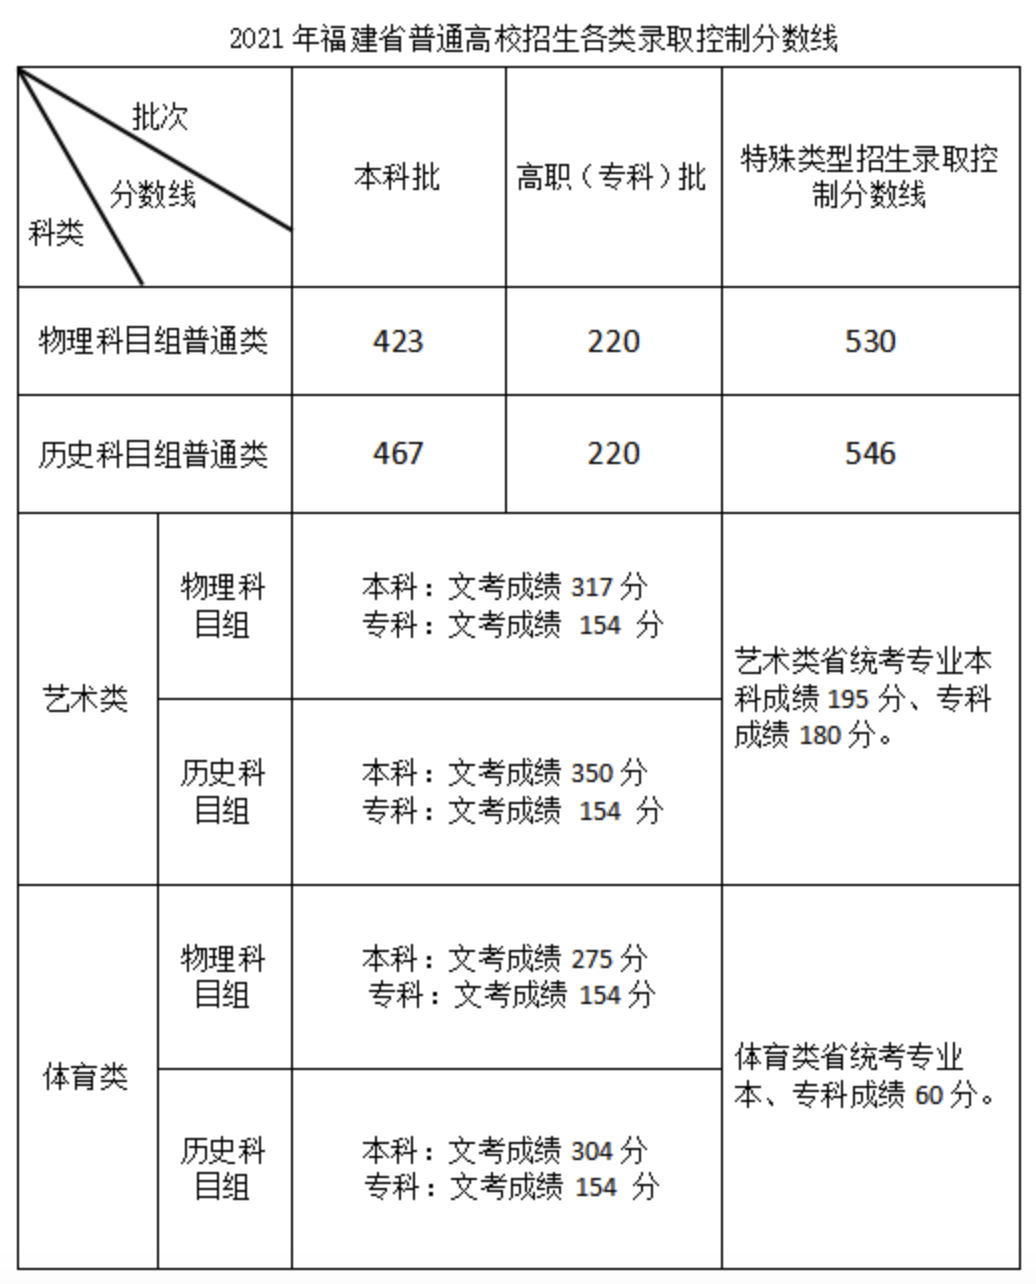 2021年福建省普通高校招生各类录取控制分数线
批次
分数线
科类
本科批
高职（专科）批
特殊类型招生录取控
制分数线
物理科目组普通类
423
220
530
历史科目组普通类
467
220
546
艺术类
物理科
目组
本科：文考成绩 317 分
专科：文考成绩 154 分
历史科
目组
本科：文考成绩 350 分
专科：文考成绩 154 分
艺术类省统考专业本
科成绩 195 分、专科
成绩 180 分。
体育类
物理科
目组
本科：文考成绩 275 分
专科：文考成绩 154 分
历史科
目组
本科：文考成绩 304 分
专科：文考成绩 154 分
体育类省统考专业
本、专科成绩 60 分。